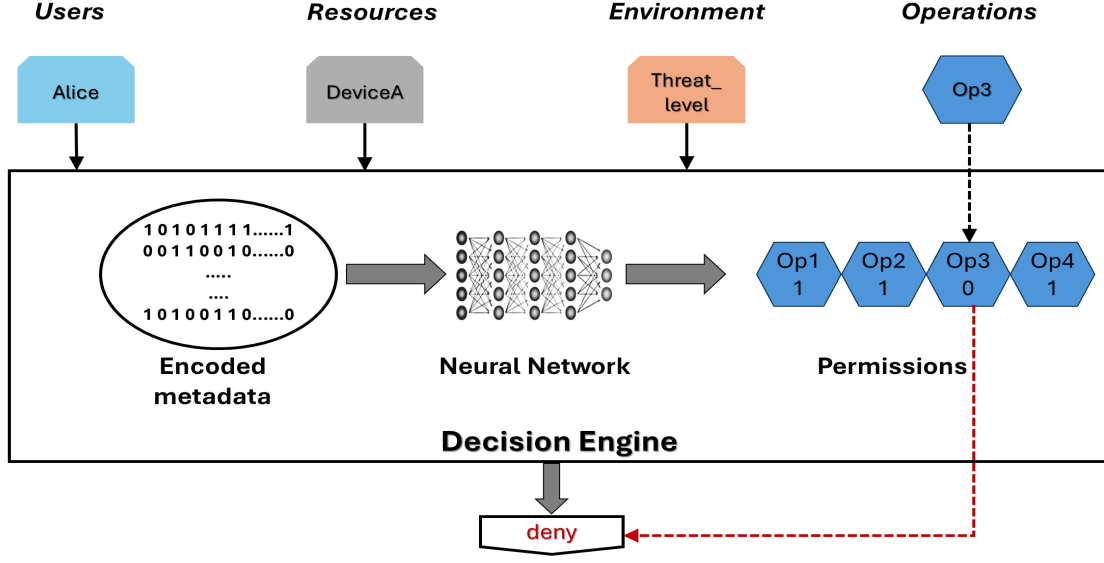 Users
Resources
Environment
Operations
Alice
DeviceA
Threat_
level
Op3
1 0 1 0 1 1 1 1 1......1
0 0 1 1 0 0 1 0......0
.....
....
1 0 1 0 0 1 1 0......0
Op1
1
Op2
1
Op3
0
Op4
1
Encoded
metadata
Neural Network
Permissions
Decision Engine
deny